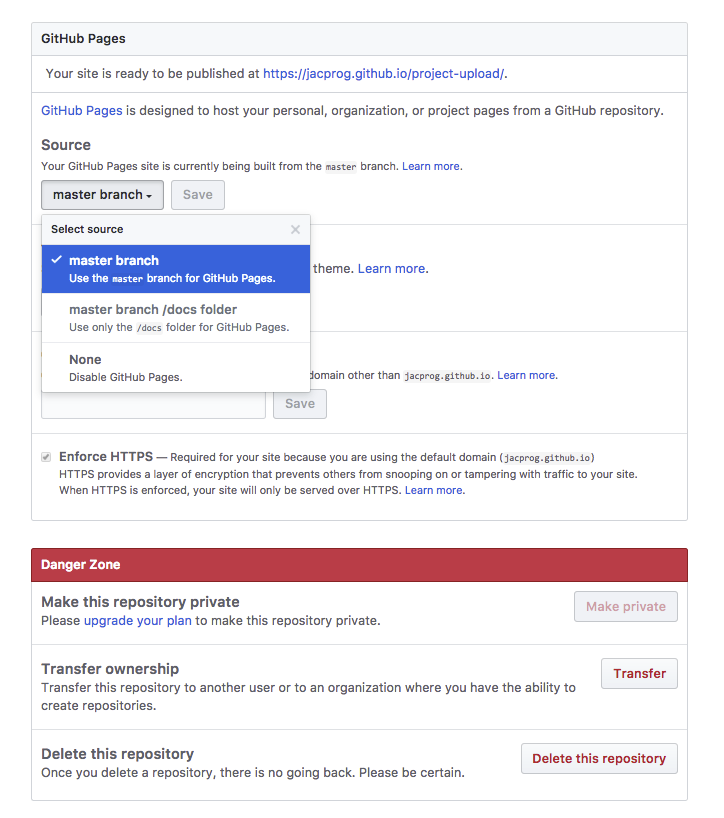 GitHub Pages
Your site is ready to be published at https://jacprog.github.io/project-upload/.
GitHub Pages is designed to host your personal, organization, or project pages from a GitHub repository.
Source
Your GitHub Pages site is currently being built from the master branch. Learn more.
master branch Save
Select source
master branch
Use the master branch for GitHub Pages.
theme. Learn more.
master branch /docs folder
Use only the /docs folder for GitHub Pages.
None
Disable GitHub Pages.
domain other than jacprog.github.io. Learn more.
Save
Enforce HTTPS — Required for your site because you are using the default domain (jacprog.github.io)
HTTPS provides a layer of encryption that prevents others from snooping on or tampering with traffic to your site.
When HTTPS is enforced, your site will only be served over HTTPS. Learn more.
Danger Zone
Make this repository private
Please upgrade your plan to make this repository private.
Make private
Transfer ownership
Transfer this repository to another user or to an organization where you have the ability to
create repositories.
Transfer
Delete this repository
Once you delete a repository, there is no going back. Please be certain.
Delete this repository